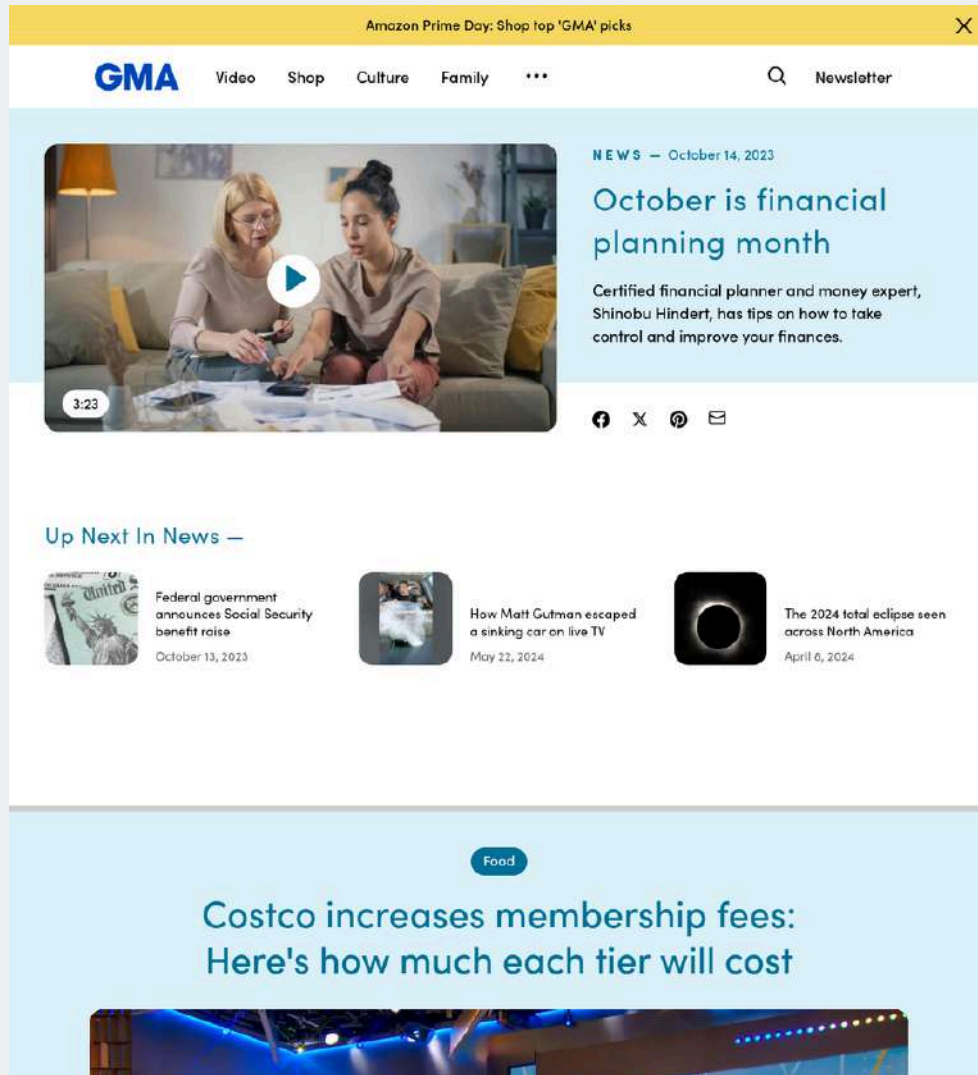 Amazon Prime Day: Shop top 'GMA' picks
GMA
Video
Shop
Culture
Family
Newsletter
3:23
NEWS — October 14, 2023
October is financial
planning month
Certified financial planner and money expert,
Shinobu Hindert, has tips on how to take
control and improve your finances.
Up Next In News —
United
Federal government
announces Social Security
benefit raise
October 13, 2023
How Matt Gutman escaped
a sinking car on live TV
May 22, 2024
The 2024 total eclipse seen
across North America
April 8, 2024
Food
Costco increases membership fees:
Here's how much each tier will cost